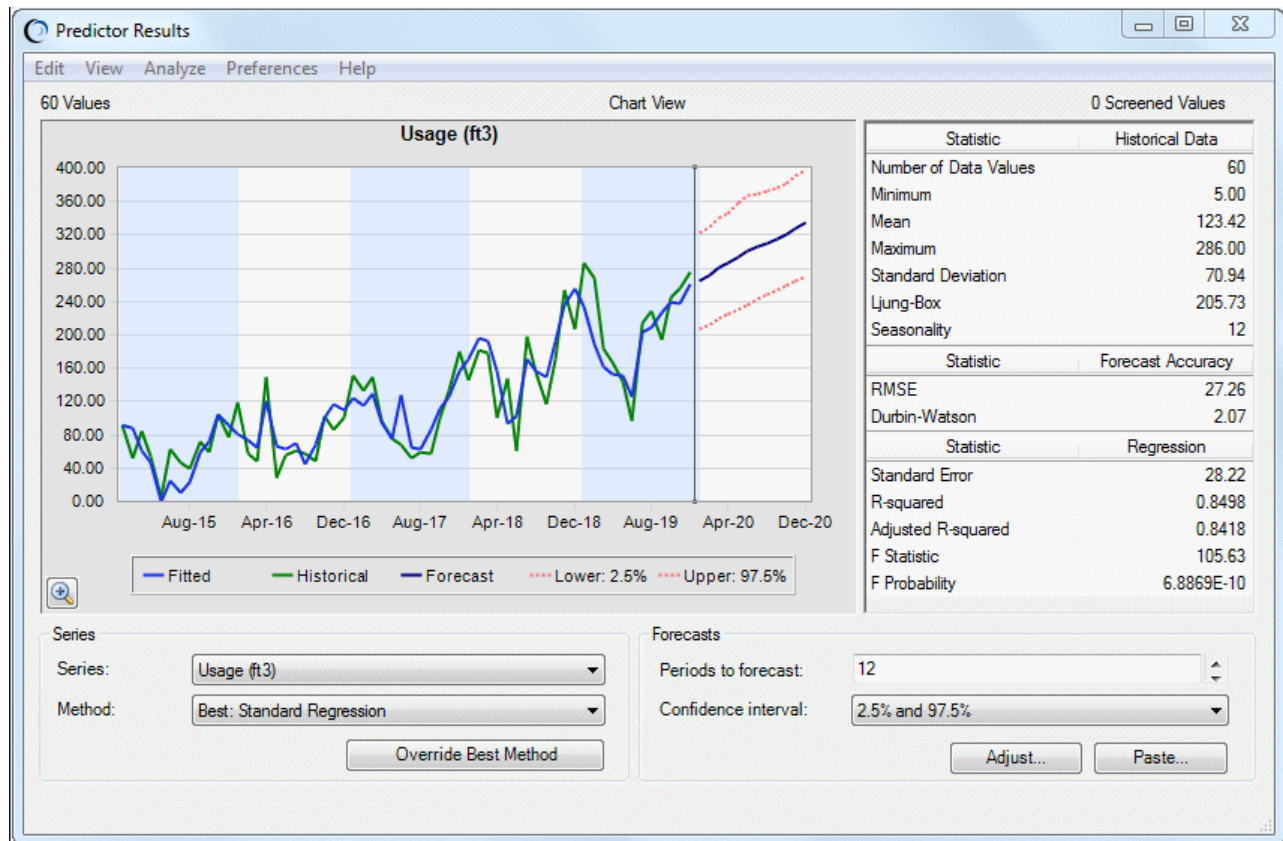 Predictor Results
Edit View Analyze Preferences Help
60 Values Chart View 0 Screened Values
Usage (ft3)
400.00
360.00
320.00
280.00
240.00
200.00
160.00
120.00
80.00
40.00
0.00
Aug-15 Apr-16 Dec-16 Aug-17 Apr-18 Dec-18 Aug-19 Apr-20 Dec-20
Fitted Historical Forecast Lower: 2.5% Upper: 97.5%
Statistic Historical Data
Number of Data Values 60
Minimum 5.00
Mean 123.42
Maximum 286.00
Standard Deviation 70.94
Ljung-Box 205.73
Seasonality 12
Statistic Forecast Accuracy
RMSE 27.26
Durbin-Watson 2.07
Statistic Regression
Standard Error 28.22
R-squared 0.8498
Adjusted R-squared 0.8418
F Statistic 105.63
F Probability 6.8869E-10
Series
Series: Usage (ft3)
Method: Best: Standard Regression
Override Best Method
Forecasts
Periods to forecast: 12
Confidence interval: 2.5% and 97.5%
Adjust... Paste...